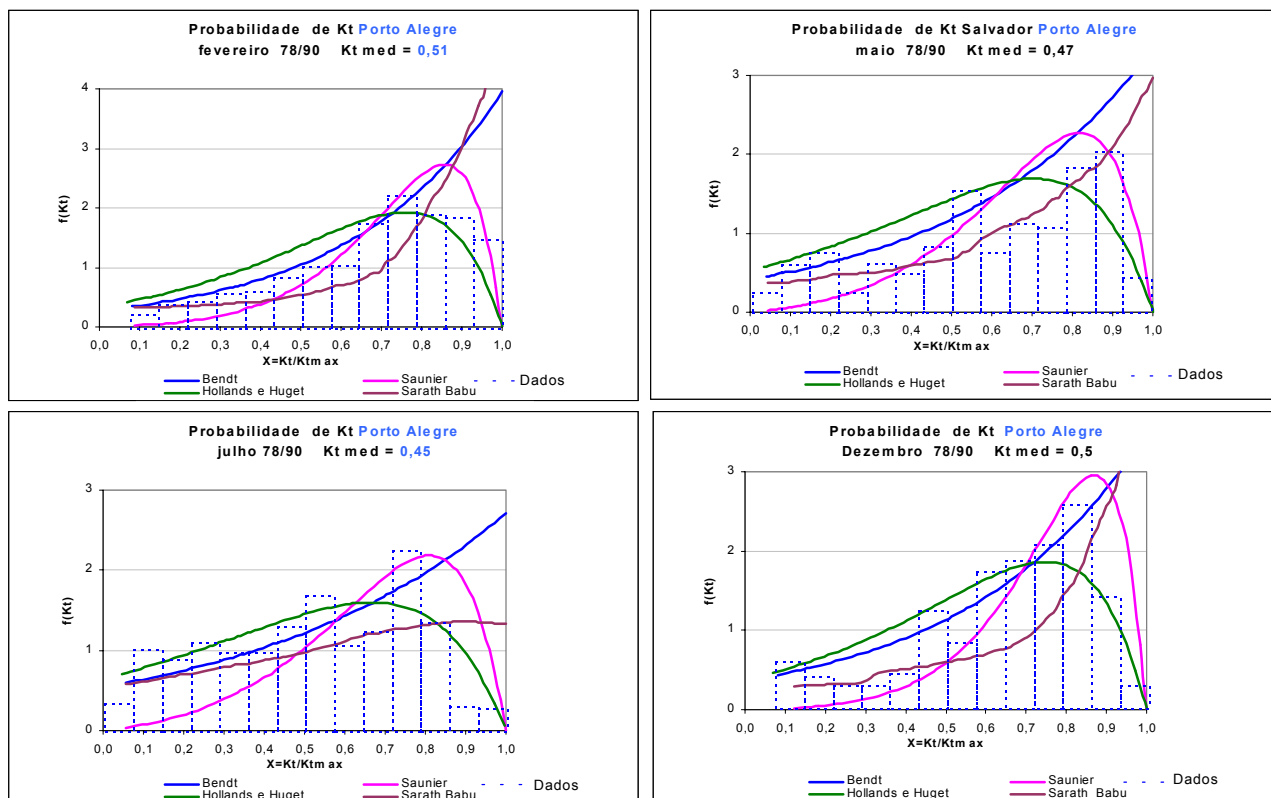 Probabilidade de Kt Porto Alegre
fevereiro 78/90 Kt med = 0,51
4
3
2
1
0
f(Kt)
0,0 0,1 0,2 0,3 0,4 0,5 0,6 0,7 0,8 0,9 1,0
X=Kt/Ktmax
Bendt Saunier
Hollands e Huget Sarath Babu Dados
Probabilidade de Kt Salvador Porto Alegre
maio 78/90 Kt med = 0,47
3
2
1
0
f(Kt)
0,0 0,1 0,2 0,3 0,4 0,5 0,6 0,7 0,8 0,9 1,0
X=Kt/Ktmax
Bendt Saunier
Hollands e Huget Sarath Babu Dados
Probabilidade de Kt Porto Alegre
julho 78/90 Kt med = 0,45
3
2
1
0
f(Kt)
0,0 0,1 0,2 0,3 0,4 0,5 0,6 0,7 0,8 0,9 1,0
X=Kt/Ktmax
Bendt Saunier Dados
Hollands e Huget Sarath Babu
Probabilidade de Kt Porto Alegre
Dezembro 78/90 Kt med = 0,5
3
2
1
0
f(Kt)
0,0 0,1 0,2 0,3 0,4 0,5 0,6 0,7 0,8 0,9 1,0
X=Kt/Ktmax
Bendt Saunier Dados
Hollands e Huget Sarath Babu